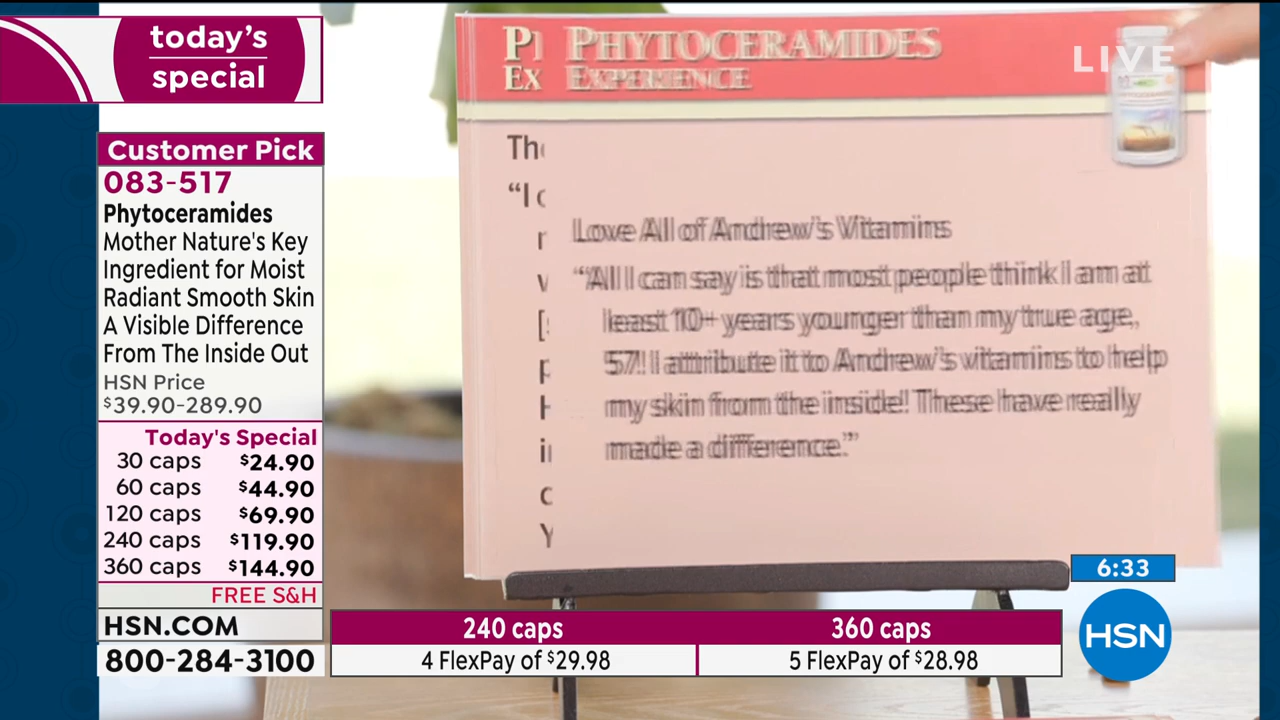 today's
special
Customer Pick
083-517
Phytoceramides
Mother Nature's Key
Ingredient for Moist
Radiant Smooth Skin
A Visible Difference
From The Inside Out
HSN Price
$39.90-289.90
Today's Special
30 caps $24.90
60 caps $44.90
120 caps $69.90
240 caps $119.90
360 caps $144.90
FREE S&H
HSN.COM
800-284-3100
PHYTOCERAMIDES
EXPERIENCE
LIVE
Love All of Andrew's Vitamins
“All I can say is that most people think I am at
least 10+ years younger than my true age,
57! I attribute it to Andrew's vitamins to help
my skin from the inside! These have really
made a difference.”
6:33
240 caps 360 caps
4 FlexPay of $29.98 5 FlexPay of $28.98
HSN